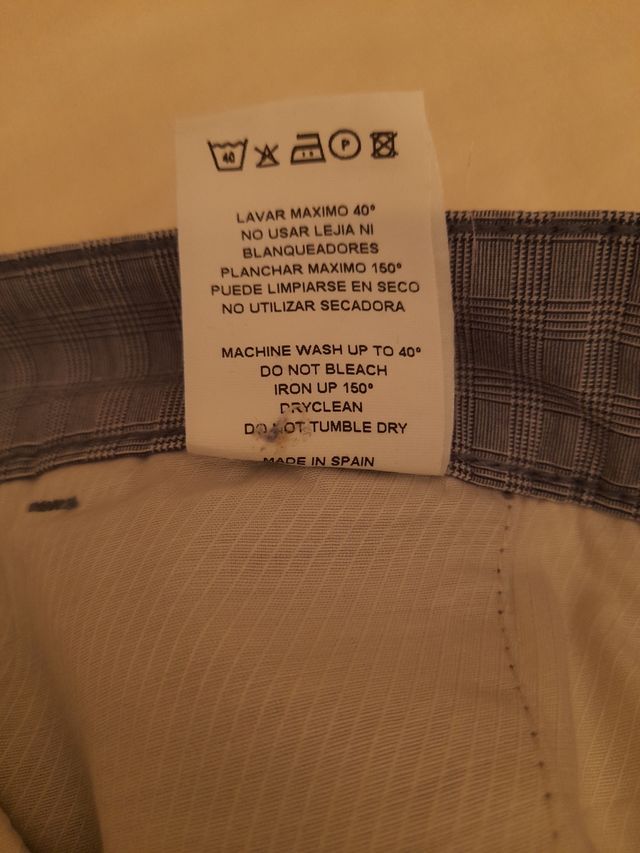 40 P
LAVAR MAXIMO 40°
NO USAR LEJIA NI
BLANQUEADORES
PLANCHAR MAXIMO 150°
PUEDE LIMPIARSE EN SECO
NO UTILIZAR SECADORA
MACHINE WASH UP TO 40°
DO NOT BLEACH
IRON UP 150°
DRYCLEAN
DO NOT TUMBLE DRY
MADE IN SPAIN